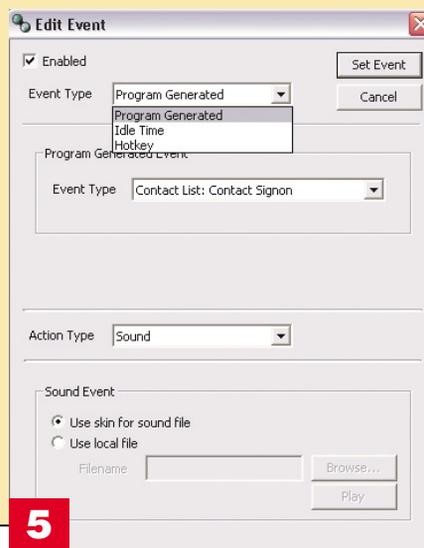 Edit Event
Enabled
Set Event
Event Type Program Generated
Cancel
Program Generated
Idle Time
Hotkey
Program Generated Event
Event Type Contact List: Contact Signon
Action Type Sound
Sound Event
Use skin for sound file
Use local file
Filename Browse...
Play
5